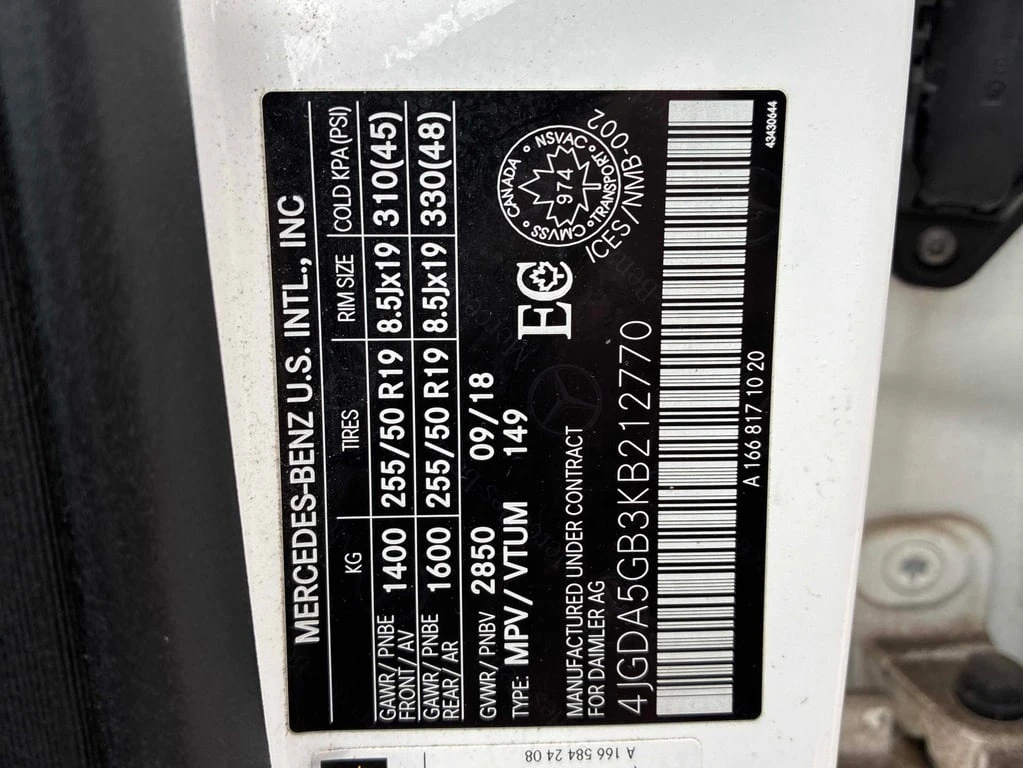 MERCEDES-BENZ U.S. INTL., INC
KG TIRES RIM SIZE COLD KPA (PSI)
GAWR / PNBE
FRONT / AV 1400 255/50 R19 8.5Jx19 310(45)
GAWR / PNBE
REAR / AR 1600 255/50 R19 8.5Jx19 330(48)
GVWR / PNBV 2850 09/18
TYPE: MPV / VTUM 149
EC
CMVSS • CANADA • NSVAC • TRANSPORT •
974
ICES/NMB-002
MANUFACTURED UNDER CONTRACT
FOR DAIMLER AG
4JGDA5GB3KB212770
A 166 817 10 20
43430644
A 166 584 24 08